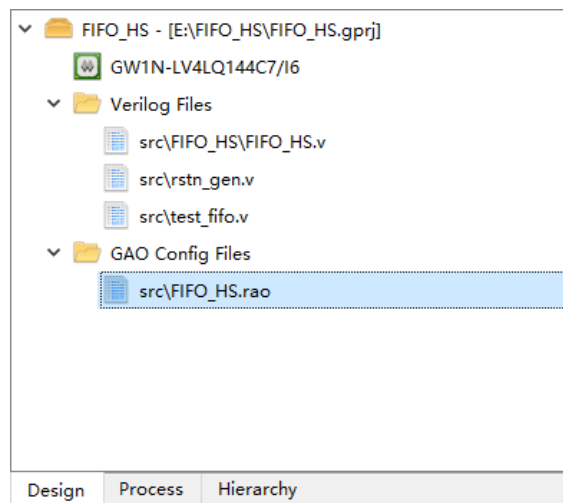 FIFO_HS - [E:\FIFO_HS\FIFO_HS.gprj]
GW1N-LV4LQ144C7/I6
Verilog Files
src\FIFO_HS\FIFO_HS.v
src\rstn_gen.v
src\test_fifo.v
GAO Config Files
src\FIFO_HS.rao
Design Process Hierarchy